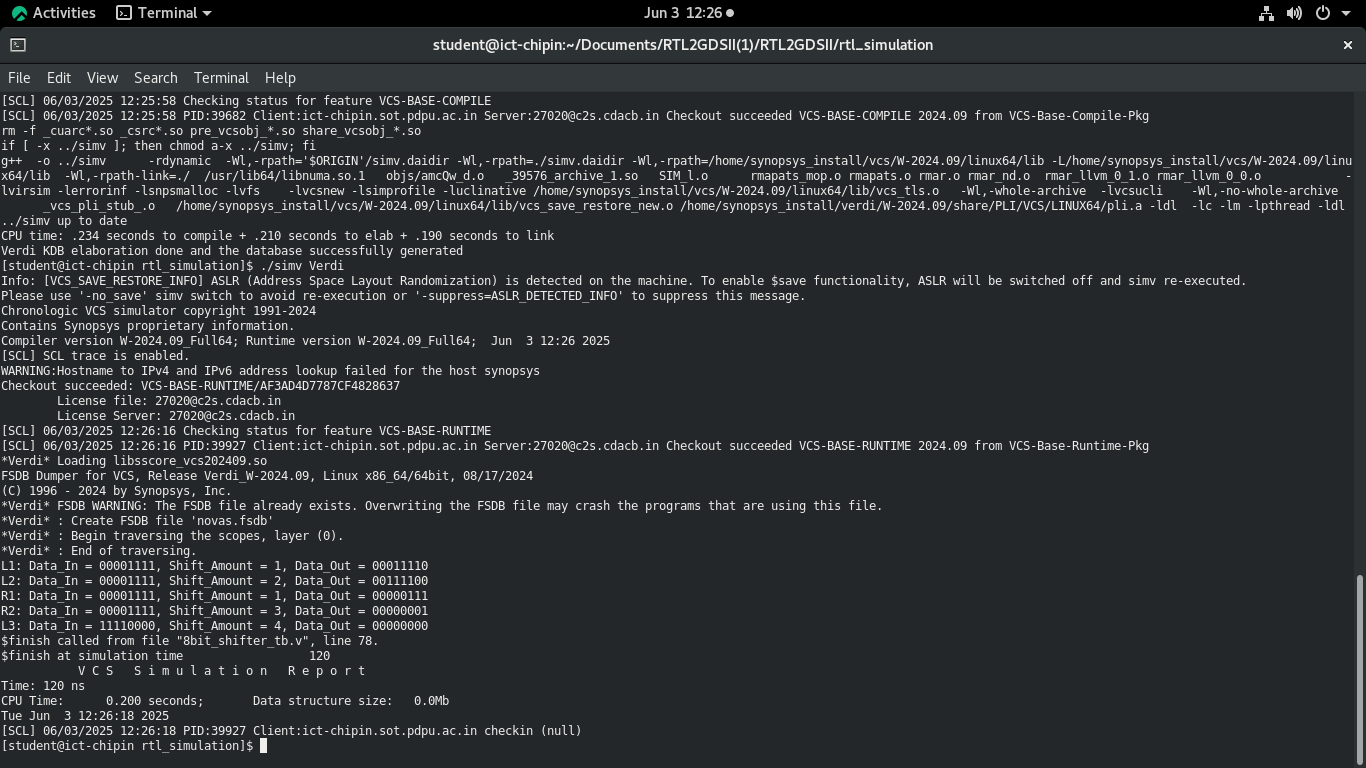 Activities
Terminal
Jun 3 12:26
student@ict-chipin:~/Documents/RTL2GDSII(1)/RTL2GDSII/rtl_simulation
File Edit View Search Terminal Help
[SCL] 06/03/2025 12:25:58 Checking status for feature VCS-BASE-COMPILE
[SCL] 06/03/2025 12:25:58 PID:39682 Client:ict-chipin.sot.pdpu.ac.in Server:27020@c2s.cdacb.in Checkout succeeded VCS-BASE-COMPILE 2024.09 from VCS-Base-Compile-Pkg
rm -f _cuarc*.so _csrc*.so pre_vcsobj_*.so share_vcsobj_*.so
if [ -x ../simv ]; then chmod a-x ../simv; fi
g++  -o ../simv      -rdynamic  -Wl,-rpath='$ORIGIN'/simv.daidir -Wl,-rpath=./simv.daidir -Wl,-rpath=/home/synopsys_install/vcs/W-2024.09/linux64/lib -L/home/synopsys_install/vcs/W-2024.09/linu
x64/lib  -Wl,-rpath-link=./  /usr/lib64/libnuma.so.1   objs/amcQw_d.o   _39576_archive_1.so   SIM_l.o      rmapats_mop.o rmapats.o rmar.o rmar_nd.o  rmar_llvm_0_1.o rmar_llvm_0_0.o            -
lvirsim -lerrorinf -lsnpsmalloc -lvfs    -lvcsnew -lsimprofile -luclinative /home/synopsys_install/vcs/W-2024.09/linux64/lib/vcs_tls.o   -Wl,-whole-archive  -lvcsucli    -Wl,-no-whole-archive
      _vcs_pli_stub_.o   /home/synopsys_install/vcs/W-2024.09/linux64/lib/vcs_save_restore_new.o /home/synopsys_install/verdi/W-2024.09/share/PLI/VCS/LINUX64/pli.a -ldl  -lc -lm -lpthread -ldl
../simv up to date
CPU time: .234 seconds to compile + .210 seconds to elab + .190 seconds to link
Verdi KDB elaboration done and the database successfully generated
[student@ict-chipin rtl_simulation]$ ./simv Verdi
Info: [VCS_SAVE_RESTORE_INFO] ASLR (Address Space Layout Randomization) is detected on the machine. To enable $save functionality, ASLR will be switched off and simv re-executed.
Please use '-no_save' simv switch to avoid re-execution or '-suppress=ASLR_DETECTED_INFO' to suppress this message.
Chronologic VCS simulator copyright 1991-2024
Contains Synopsys proprietary information.
Compiler version W-2024.09_Full64; Runtime version W-2024.09_Full64;  Jun  3 12:26 2025
[SCL] SCL trace is enabled.
WARNING:Hostname to IPv4 and IPv6 address lookup failed for the host synopsys
Checkout succeeded: VCS-BASE-RUNTIME/AF3AD4D7787CF4828637
        License file: 27020@c2s.cdacb.in
        License Server: 27020@c2s.cdacb.in
[SCL] 06/03/2025 12:26:16 Checking status for feature VCS-BASE-RUNTIME
[SCL] 06/03/2025 12:26:16 PID:39927 Client:ict-chipin.sot.pdpu.ac.in Server:27020@c2s.cdacb.in Checkout succeeded VCS-BASE-RUNTIME 2024.09 from VCS-Base-Runtime-Pkg
*Verdi* Loading libsscore_vcs202409.so
FSDB Dumper for VCS, Release Verdi_W-2024.09, Linux x86_64/64bit, 08/17/2024
(C) 1996 - 2024 by Synopsys, Inc.
*Verdi* FSDB WARNING: The FSDB file already exists. Overwriting the FSDB file may crash the programs that are using this file.
*Verdi* : Create FSDB file 'novas.fsdb'
*Verdi* : Begin traversing the scopes, layer (0).
*Verdi* : End of traversing.
L1: Data_In = 00001111, Shift_Amount = 1, Data_Out = 00011110
L2: Data_In = 00001111, Shift_Amount = 2, Data_Out = 00111100
R1: Data_In = 00001111, Shift_Amount = 1, Data_Out = 00000111
R2: Data_In = 00001111, Shift_Amount = 3, Data_Out = 00000001
L3: Data_In = 11110000, Shift_Amount = 4, Data_Out = 00000000
$finish called from file "8bit_shifter_tb.v", line 78.
$finish at simulation time                  120
           V C S   S i m u l a t i o n   R e p o r t
Time: 120 ns
CPU Time:      0.200 seconds;       Data structure size:   0.0Mb
Tue Jun  3 12:26:18 2025
[SCL] 06/03/2025 12:26:18 PID:39927 Client:ict-chipin.sot.pdpu.ac.in checkin (null)
[student@ict-chipin rtl_simulation]$